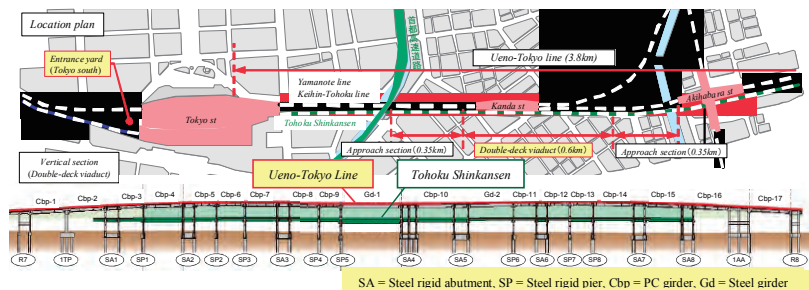 Location plan
Entrance yard
(Tokyo south)
Ueno-Tokyo line (3.8km)
Yamanote line
Keihin-Tohoku line
Tokyo st
Kanda st
Akihabara st
Tohoku Shinkansen
Approach section(0.35km)
Double-deck viaduct(0.6km)
Approach section(0.35km)
Vertical section
(Double-deck viaduct)
Ueno-Tokyo Line
Tohoku Shinkansen
Cbp-1 Cbp-2 Cbp-3 Cbp-4 Cbp-5 Cbp-6 Cbp-7 Cbp-8 Cbp-9 Gd-1 Cbp-10 Gd-2 Cbp-11 Cbp-12 Cbp-13 Cbp-14 Cbp-15 Cbp-16 Cbp-17
R7 1TP SA1 SP1 SA2 SP2 SP3 SA3 SP4 SP5 SA4 SA5 SP6 SA6 SP7 SP8 SA7 SA8 1AA R8
SA = Steel rigid abutment, SP = Steel rigid pier, Cbp = PC girder, Gd = Steel girder